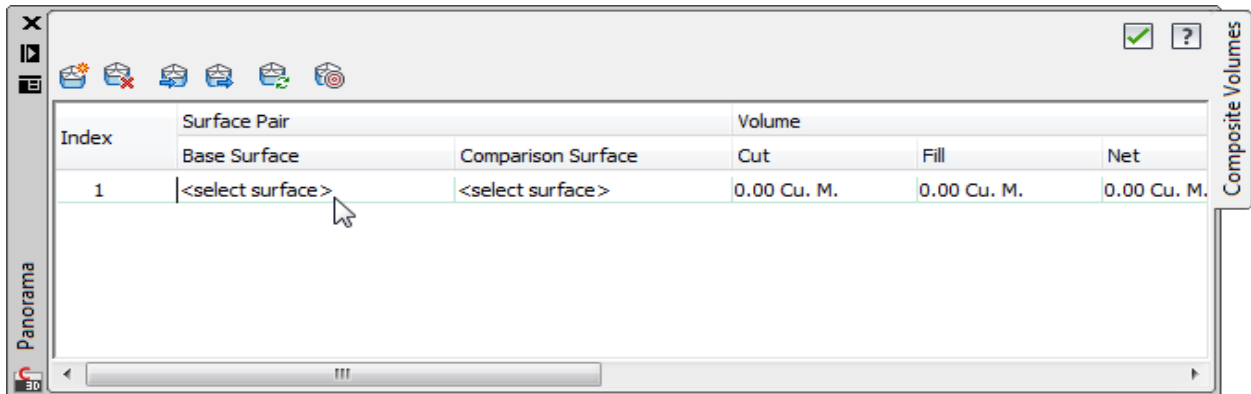 Composite Volumes
Surface Pair Volume
Index
Base Surface Comparison Surface Cut Fill Net
1 <select surface> <select surface> 0.00 Cu. M. 0.00 Cu. M. 0.00 Cu. M.
Panorama
C
3D